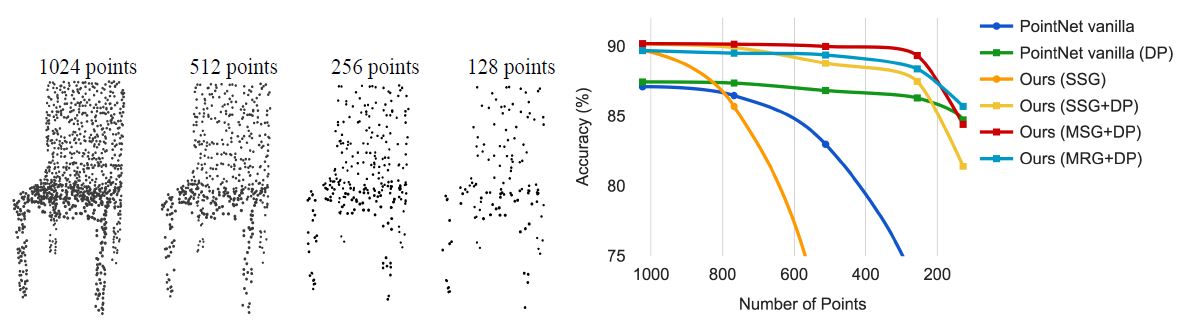 1024 points
512 points
256 points
128 points
90
85
80
75
Accuracy (%)
1000
800
600
400
200
Number of Points
PointNet vanilla
PointNet vanilla (DP)
Ours (SSG)
Ours (SSG+DP)
Ours (MSG+DP)
Ours (MRG+DP)